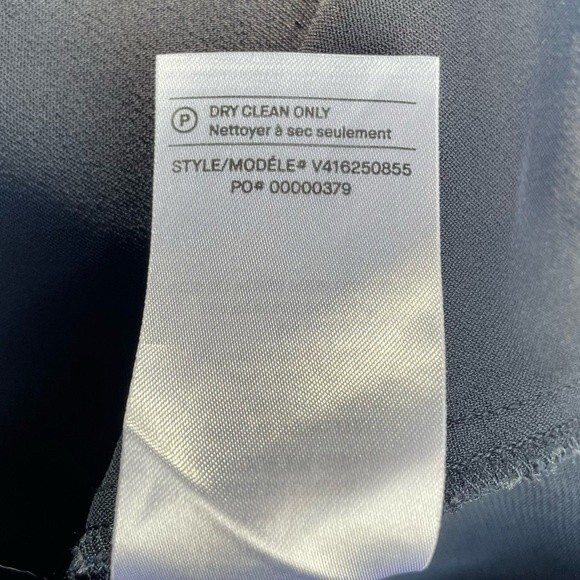 P DRY CLEAN ONLY
Nettoyer à sec seulement
STYLE/MODÉLE# V416250855
PO# 00000379